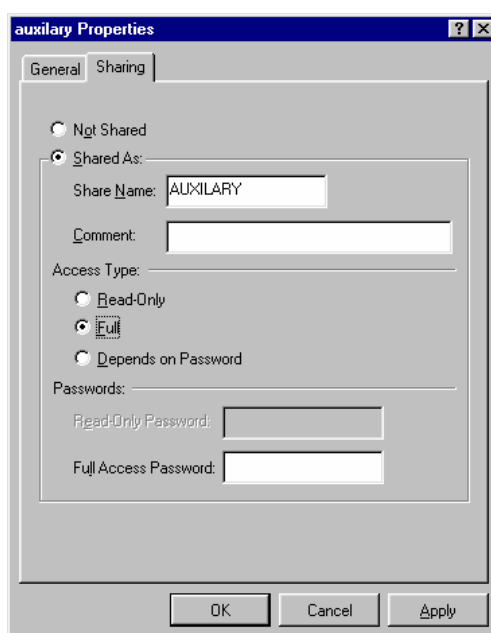 auxilary Properties
General Sharing
Not Shared
Shared As:
Share Name: AUXILARY
Comment:
Access Type:
Read-Only
Full
Depends on Password
Passwords:
Read-Only Password:
Full Access Password:
OK Cancel Apply